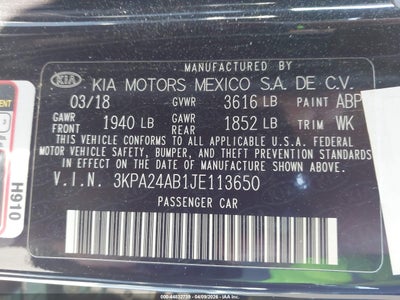 MANUFACTURED BY
KIA KIA MOTORS MEXICO S.A. DE C.V.
03/18 GVWR 3616 LB PAINT ABP
GAWR FRONT 1940 LB GAWR REAR 1852 LB TRIM WK
THIS VEHICLE CONFORMS TO ALL APPLICABLE U.S.A. FEDERAL
MOTOR VEHICLE SAFETY, BUMPER, AND THEFT PREVENTION STANDARDS
IN EFFECT ON THE DATE OF MANUFACTURE SHOWN ABOVE.
V.I.N. 3KPA24AB1JE113650
PASSENGER CAR
H910